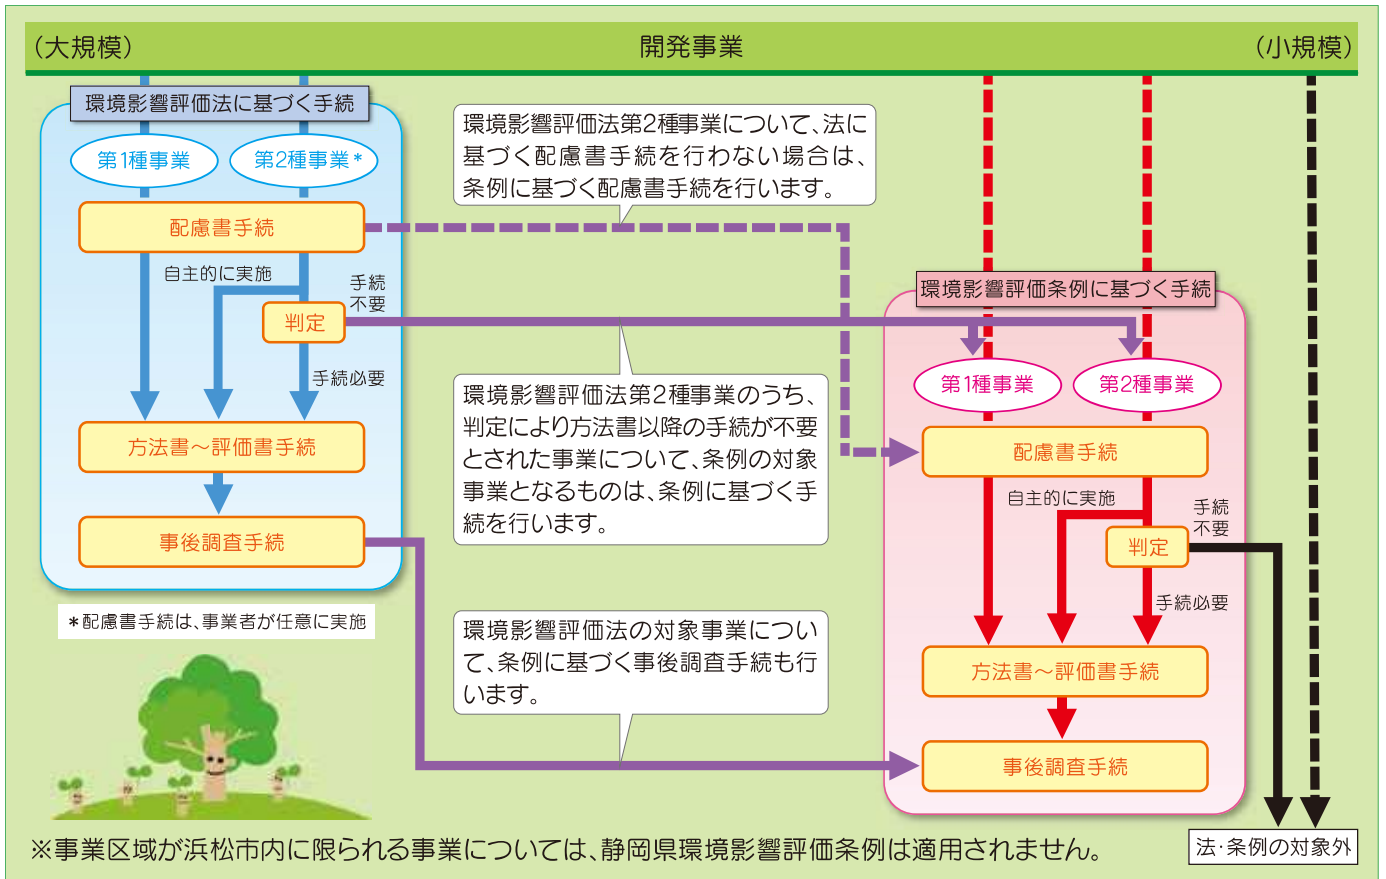 （大規模）
開発事業
（小規模）
環境影響評価法に基づく手続
第1種事業
第2種事業＊
配慮書手続
自主的に実施
手続
不要
判定
手続必要
方法書～評価書手続
事後調査手続
＊配慮書手続は、事業者が任意に実施
環境影響評価法第2種事業について、法に
基づく配慮書手続を行わない場合は、
条例に基づく配慮書手続を行います。
環境影響評価法第2種事業のうち、
判定により方法書以降の手続が不要
とされた事業について、条例の対象
事業となるものは、条例に基づく手
続を行います。
環境影響評価法の対象事業につい
て、条例に基づく事後調査手続も行
います。
環境影響評価条例に基づく手続
第1種事業
第2種事業
配慮書手続
自主的に実施
手続
不要
判定
手続必要
方法書～評価書手続
事後調査手続
法・条例の対象外
※事業区域が浜松市内に限られる事業については、静岡県環境影響評価条例は適用されません。